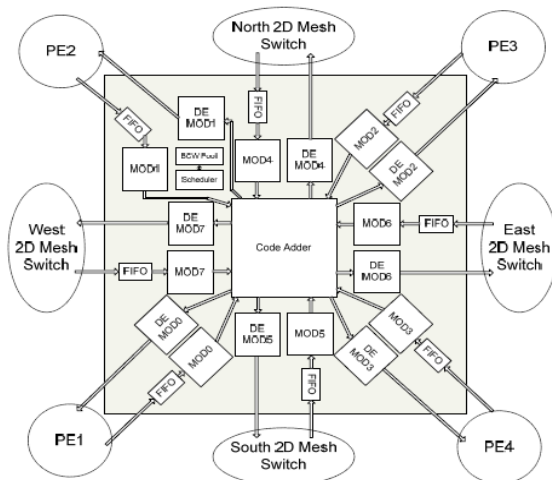 North 2D Mesh
Switch
PE2
PE3
FIFO
FIFO
FIFO
DE
MOD1
MOD2
DE
MOD2
BCW Pool
Scheduler
MOD1
MOD4
DE
MOD4
West
2D Mesh
Switch
DE
MOD7
Code Adder
MOD6
FIFO
East
2D Mesh
Switch
FIFO
MOD7
DE
MOD6
DE
MOD0
MOD0
DE
MOD5
MOD5
MOD3
DE
MOD3
FIFO
FIFO
FIFO
PE1
South 2D Mesh
Switch
PE4